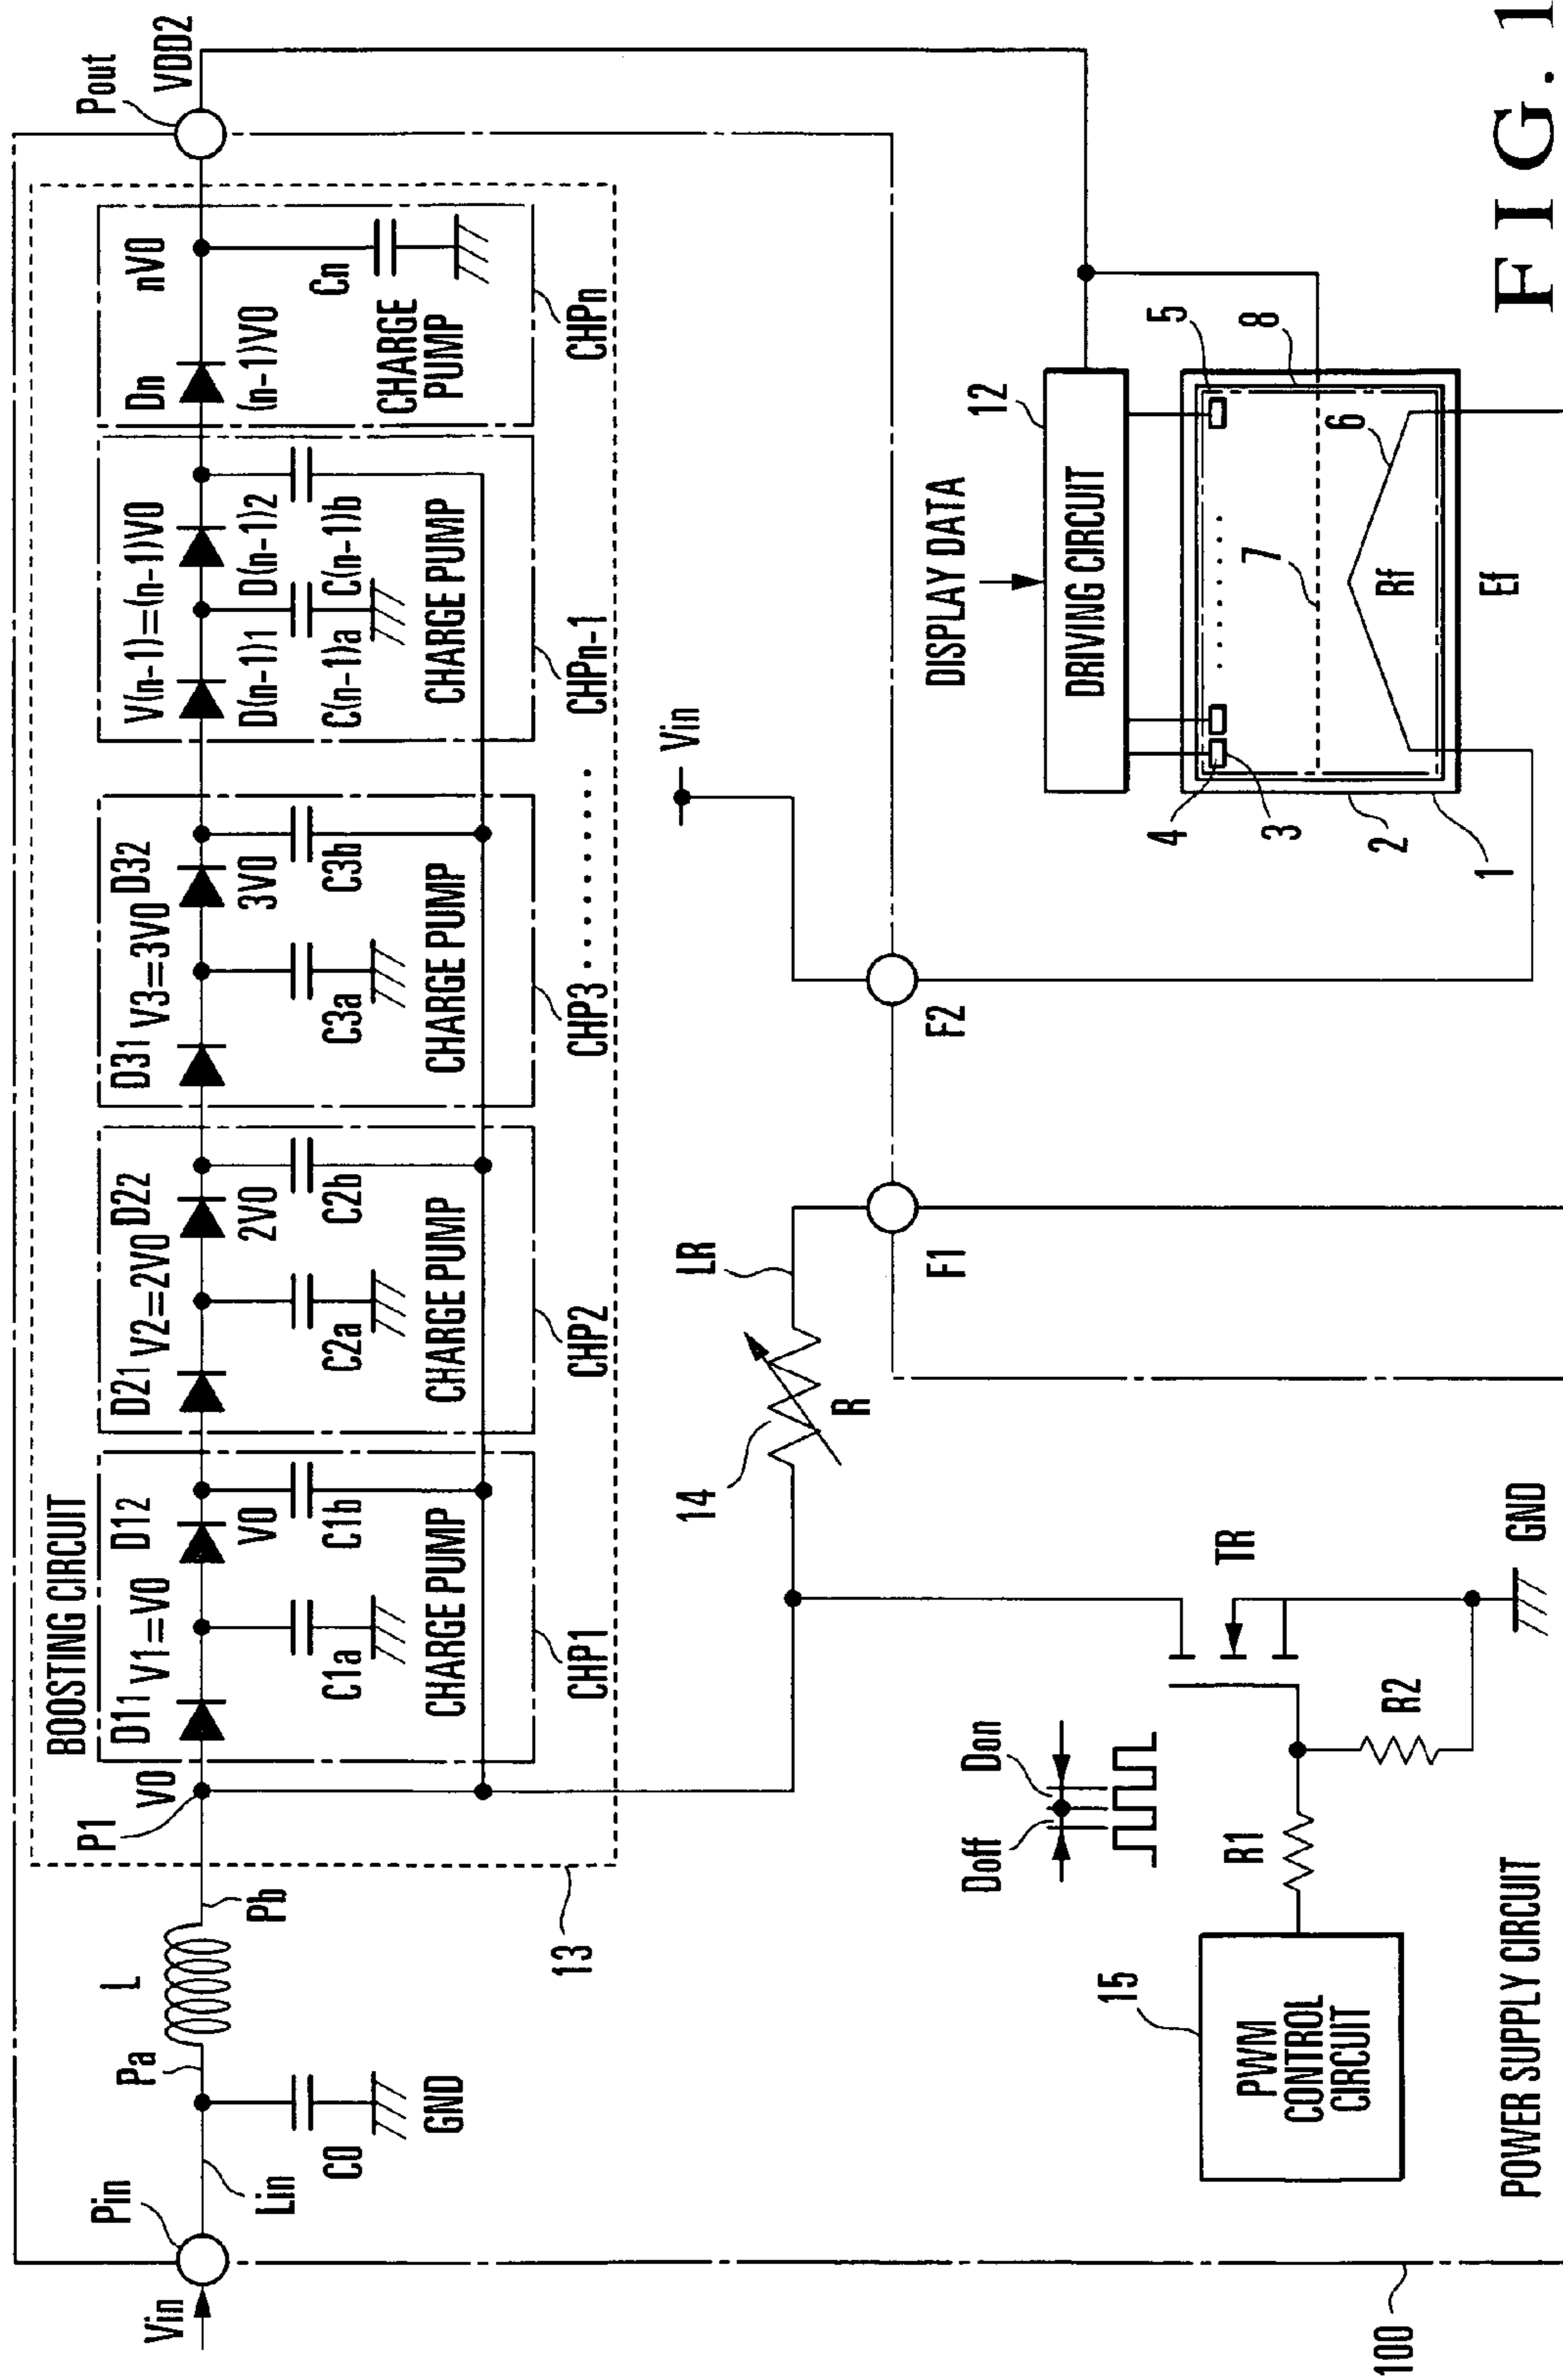 BOOSTING CIRCUIT
Vin
Pin
Lin
C0
GND
Pa
L
Pb
13
P1
V0
D11
V1=V0
D12
V0
C1a
C1b
CHARGE PUMP
CHP1
D21
V2=2V0
D22
2V0
C2a
C2b
CHARGE PUMP
CHP2
D31
V3=3V0
D32
3V0
C3a
C3b
CHARGE PUMP
CHP3
V(n-1)=(n-1)V0
D(n-1)1
D(n-1)2
C(n-1)a
C(n-1)b
CHARGE PUMP
CHPn-1
Dn
nV0
(n-1)V0
Cn
CHARGE
PUMP
CHPn
Pout
VDD2
14
R
LR
F1
F2
Vin
Doff
Don
15
PWM
CONTROL
CIRCUIT
R1
R2
TR
GND
POWER SUPPLY CIRCUIT
100
DISPLAY DATA
12
DRIVING CIRCUIT
4
3
2
1
5
8
7
6
Rf
Ef
FIG. 1